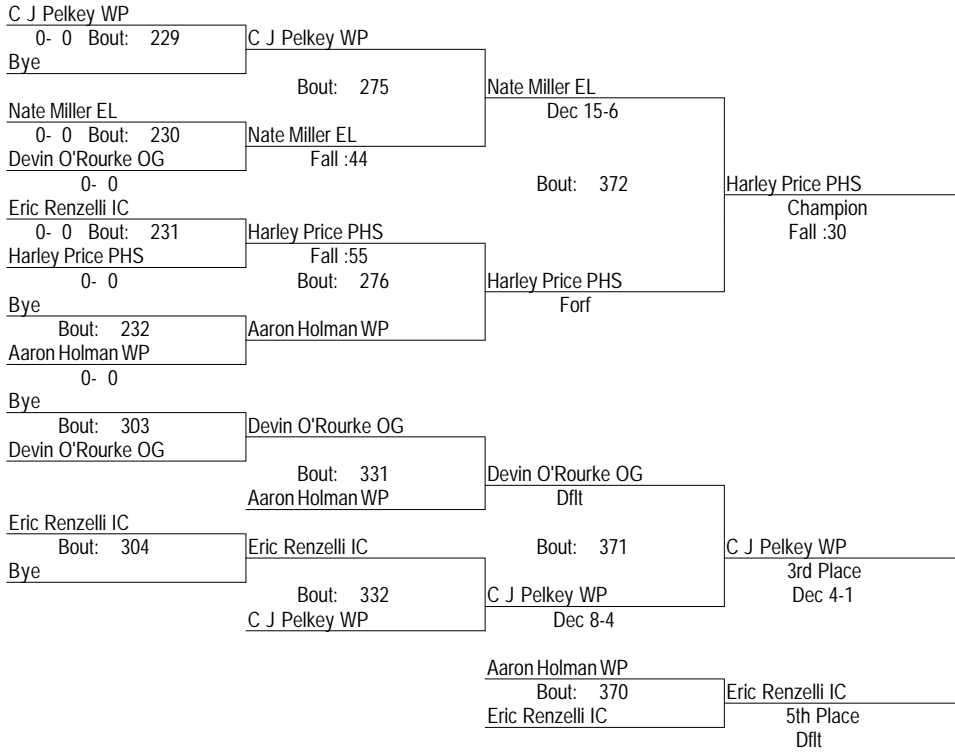 C J Pelkey WP
0- 0 Bout: 229
C J Pelkey WP
Bye
Bout: 275
Nate Miller EL
Dec 15-6
Nate Miller EL
0- 0 Bout: 230
Nate Miller EL
Devin O'Rourke OG
Fall :44
0- 0
Bout: 372
Harley Price PHS
Champion
Fall :30
Eric Renzelli IC
0- 0 Bout: 231
Harley Price PHS
Harley Price PHS
Fall :55
0- 0
Bout: 276
Harley Price PHS
Forf
Bye
Bout: 232
Aaron Holman WP
Aaron Holman WP
0- 0
Bye
Bout: 303
Devin O'Rourke OG
Devin O'Rourke OG
Bout: 331
Devin O'Rourke OG
Aaron Holman WP
Dflt
Eric Renzelli IC
Bout: 304
Eric Renzelli IC
Bout: 371
C J Pelkey WP
Bye
3rd Place
Bout: 332
C J Pelkey WP
Dec 4-1
C J Pelkey WP
Dec 8-4
Aaron Holman WP
Bout: 370
Eric Renzelli IC
Eric Renzelli IC
5th Place
Dflt